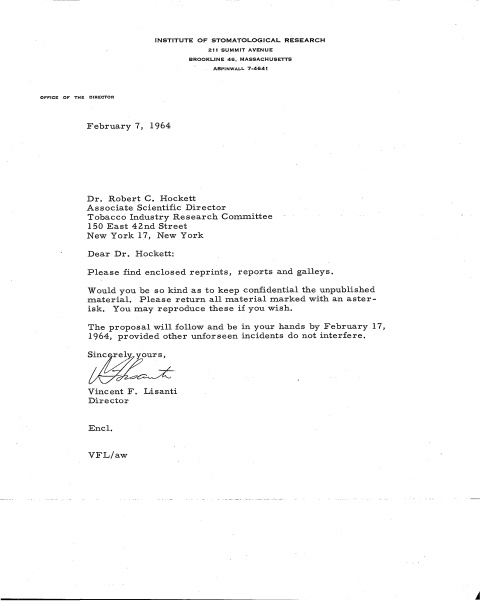 INSTITUTE OF STOMATOLOGICAL RESEARCH
211 SUMMIT AVENUE
BROOKLINE 46, MASSACHUSETTS
ASPINWALL 7-4641
OFFICE OF THE DIRECTOR
February 7, 1964
Dr. Robert C. Hockett
Associate Scientific Director
Tobacco Industry Research Committee
150 East 42nd Street
New York 17, New York
Dear Dr. Hockett:
Please find enclosed reprints, reports and galleys.
Would you be so kind as to keep confidential the unpublished
material. Please return all material marked with an aster-
isk. You may reproduce these if you wish.
The proposal will follow and be in your hands by February 17,
1964, provided other unforseen incidents do not interfere.
Sincerely yours,
V F Lisanti
Vincent F. Lisanti
Director
Encl.
VFL/aw